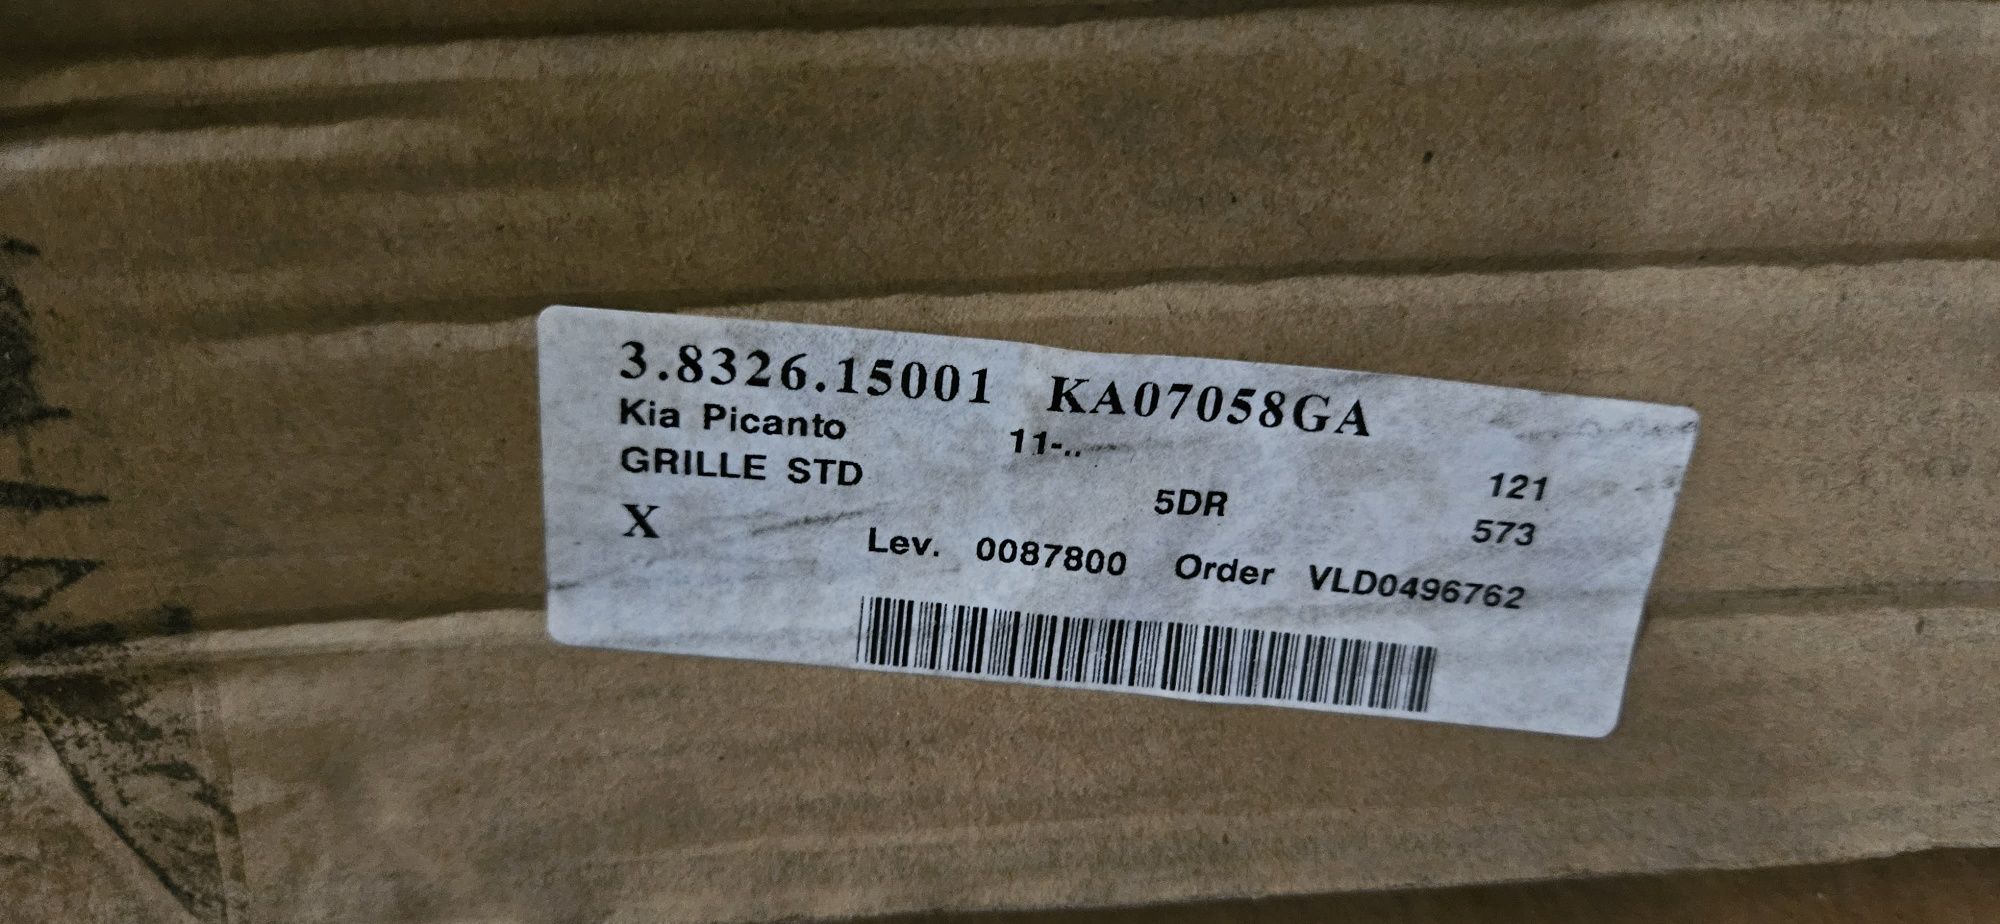 3.8326.15001 KA07058GA
Kia Picanto 11-.. 121
GRILLE STD 5DR 573
X Lev. 0087800 Order VLD0496762